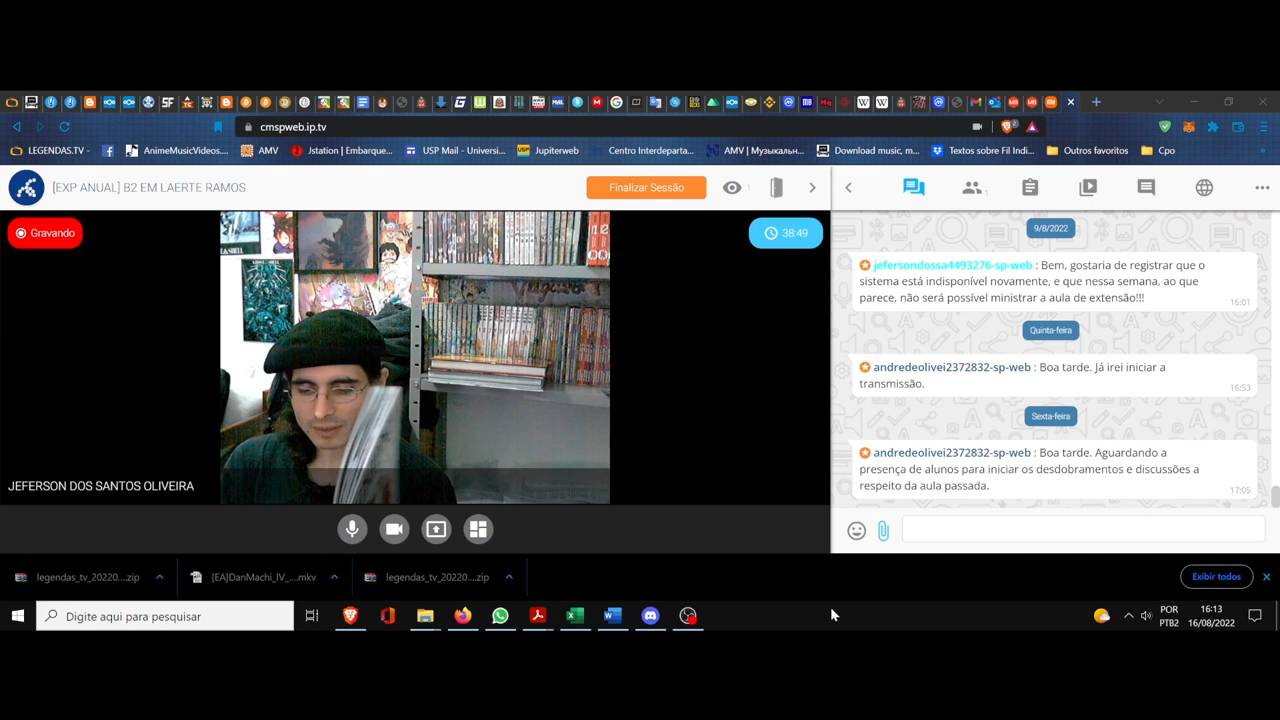 cmspweb.ip.tv
LEGENDAS.TV -
AnimeMusicVideos...
AMV
Jstation | Embarque...
USP Mail - Universi...
Jupiterweb
Centro Interdeparta...
AMV | Музыкальн...
Download music, m...
Textos sobre Fil Indi...
Outros favoritos
Cpo
[EXP ANUAL] B2 EM LAERTE RAMOS
Finalizar Sessão
1
1
Gravando
38:49
JEFERSON DOS SANTOS OLIVEIRA
9/8/2022
jefersondossa4493276-sp-web : Bem, gostaria de registrar que o
sistema está indisponível novamente, e que nessa semana, ao que
parece, não será possível ministrar a aula de extensão!!!
16:01
Quinta-feira
andredeolivei2372832-sp-web : Boa tarde. Já irei iniciar a
transmissão.
16:53
Sexta-feira
andredeolivei2372832-sp-web : Boa tarde. Aguardando a
presença de alunos para iniciar os desdobramentos e discussões a
respeito da aula passada.
17:05
legendas_tv_20220....zip
[EA]DanMachi_IV_....mkv
legendas_tv_20220....zip
Exibir todos
Digite aqui para pesquisar
POR
PTB2
16:13
16/08/2022